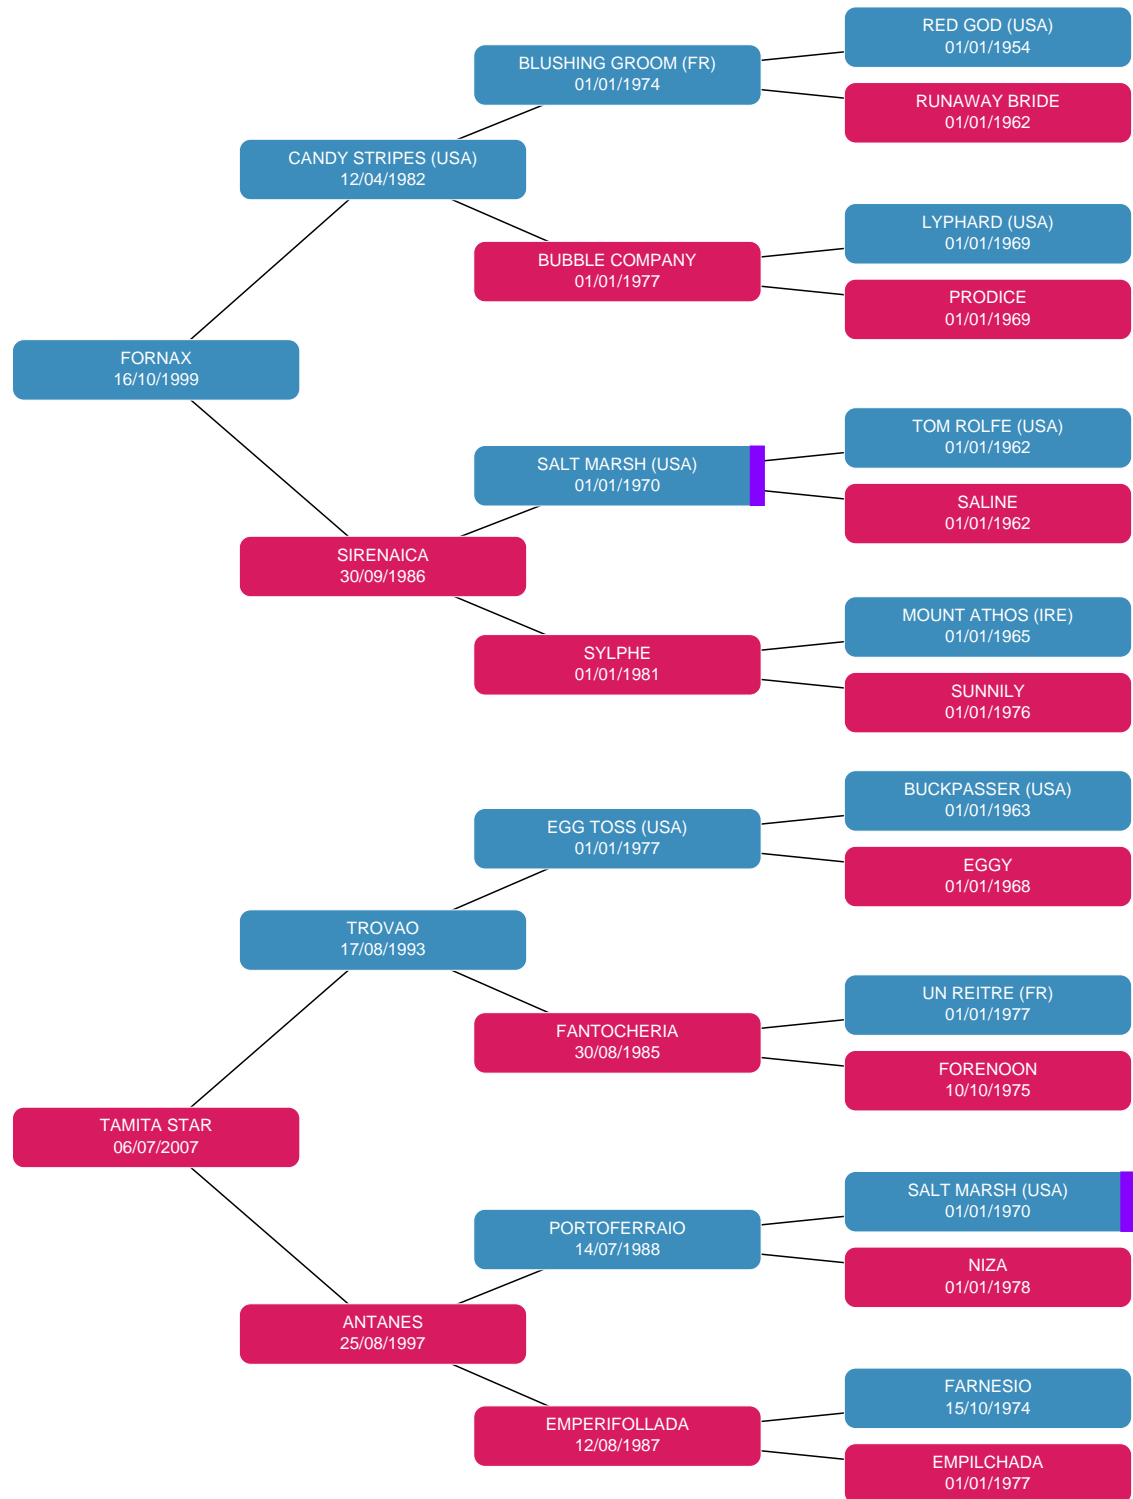 RED GOD (USA)
01/01/1954
BLUSHING GROOM (FR)
01/01/1974
RUNAWAY BRIDE
01/01/1962
CANDY STRIPES (USA)
12/04/1982
LYPHARD (USA)
01/01/1969
BUBBLE COMPANY
01/01/1977
PRODICE
01/01/1969
FORNAX
16/10/1999
TOM ROLFE (USA)
01/01/1962
SALT MARSH (USA)
01/01/1970
SALINE
01/01/1962
SIRENAICA
30/09/1986
MOUNT ATHOS (IRE)
01/01/1965
SYLPHE
01/01/1981
SUNNILY
01/01/1976
BUCKPASSER (USA)
01/01/1963
EGG TOSS (USA)
01/01/1977
EGGY
01/01/1968
TROVAO
17/08/1993
UN REITRE (FR)
01/01/1977
FANTOCHERIA
30/08/1985
FORENOON
10/10/1975
TAMITA STAR
06/07/2007
SALT MARSH (USA)
01/01/1970
PORTOFERRAIO
14/07/1988
NIZA
01/01/1978
ANTANES
25/08/1997
FARNESIO
15/10/1974
EMPERIFOLLADA
12/08/1987
EMPILCHADA
01/01/1977